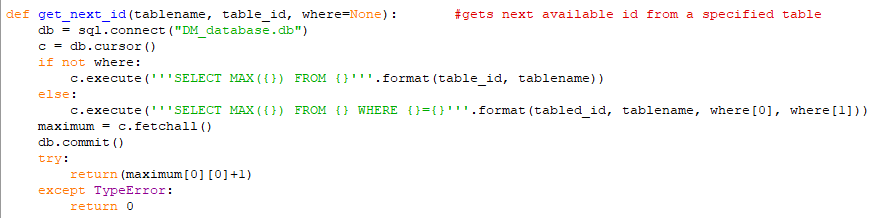 def get_next_id(tablename, table_id, where=None):        #gets next available id from a specified table
    db = sql.connect("DM_database.db")
    c = db.cursor()
    if not where:
        c.execute('''SELECT MAX({}) FROM {}'''.format(table_id, tablename))
    else:
        c.execute('''SELECT MAX({}) FROM {} WHERE {}={}'''.format(tabled_id, tablename, where[0], where[1]))
    maximum = c.fetchall()
    db.commit()
    try:
        return(maximum[0][0]+1)
    except TypeError:
        return 0